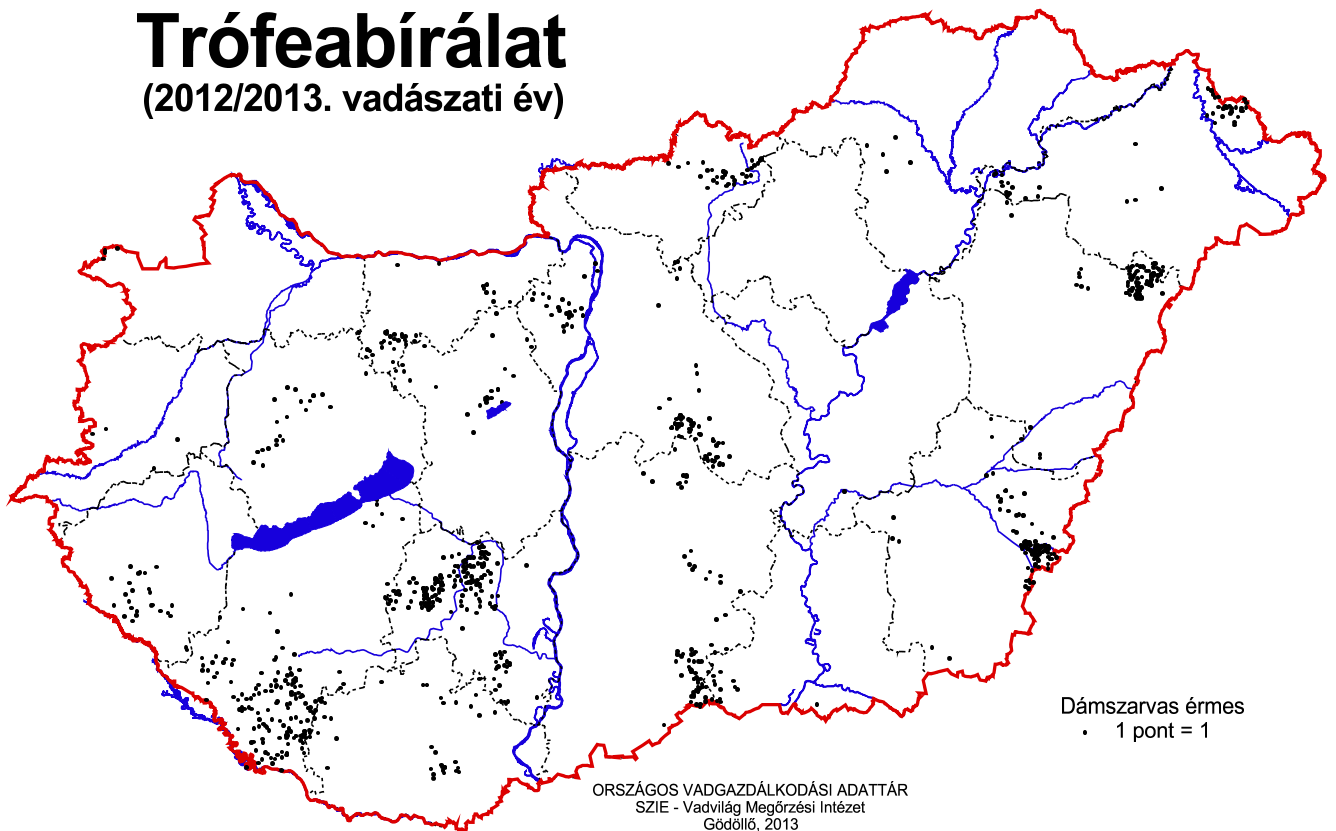 Trófeabírálat
(2012/2013. vadászati év)
Dámszarvas érmes
1 pont = 1
ORSZÁGOS VADGAZDÁLKODÁSI ADATTÁR
SZIE - Vadvilág Megőrzési Intézet
Gödöllő, 2013